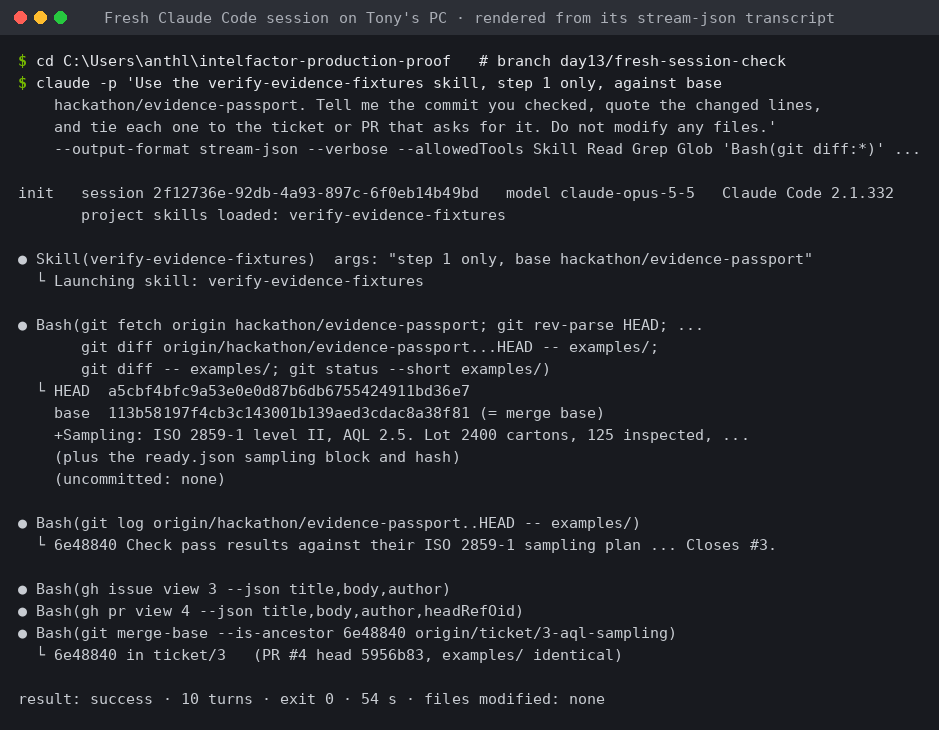 Fresh Claude Code session on Tony's PC · rendered from its stream-json transcript
$ cd C:\Users\anthl\intelfactor-production-proof   # branch day13/fresh-session-check
$ claude -p 'Use the verify-evidence-fixtures skill, step 1 only, against base
hackathon/evidence-passport. Tell me the commit you checked, quote the changed lines,
and tie each one to the ticket or PR that asks for it. Do not modify any files.'
--output-format stream-json --verbose --allowedTools Skill Read Grep Glob 'Bash(git diff:*)' ...
init   session 2f12736e-92db-4a93-897c-6f0eb14b49bd   model claude-opus-5-5   Claude Code 2.1.332
project skills loaded: verify-evidence-fixtures
● Skill(verify-evidence-fixtures)  args: "step 1 only, base hackathon/evidence-passport"
└ Launching skill: verify-evidence-fixtures
● Bash(git fetch origin hackathon/evidence-passport; git rev-parse HEAD; ...
git diff origin/hackathon/evidence-passport...HEAD -- examples/;
git diff -- examples/; git status --short examples/)
└ HEAD  a5cbf4bfc9a53e0e0d87b6db6755424911bd36e7
base  113b58197f4cb3c143001b139aed3cdac8a38f81 (= merge base)
+Sampling: ISO 2859-1 level II, AQL 2.5. Lot 2400 cartons, 125 inspected, ...
(plus the ready.json sampling block and hash)
(uncommitted: none)
● Bash(git log origin/hackathon/evidence-passport..HEAD -- examples/)
└ 6e48840 Check pass results against their ISO 2859-1 sampling plan ... Closes #3.
● Bash(gh issue view 3 --json title,body,author)
● Bash(gh pr view 4 --json title,body,author,headRefOid)
● Bash(git merge-base --is-ancestor 6e48840 origin/ticket/3-aql-sampling)
└ 6e48840 in ticket/3   (PR #4 head 5956b83, examples/ identical)
result: success · 10 turns · exit 0 · 54 s · files modified: none